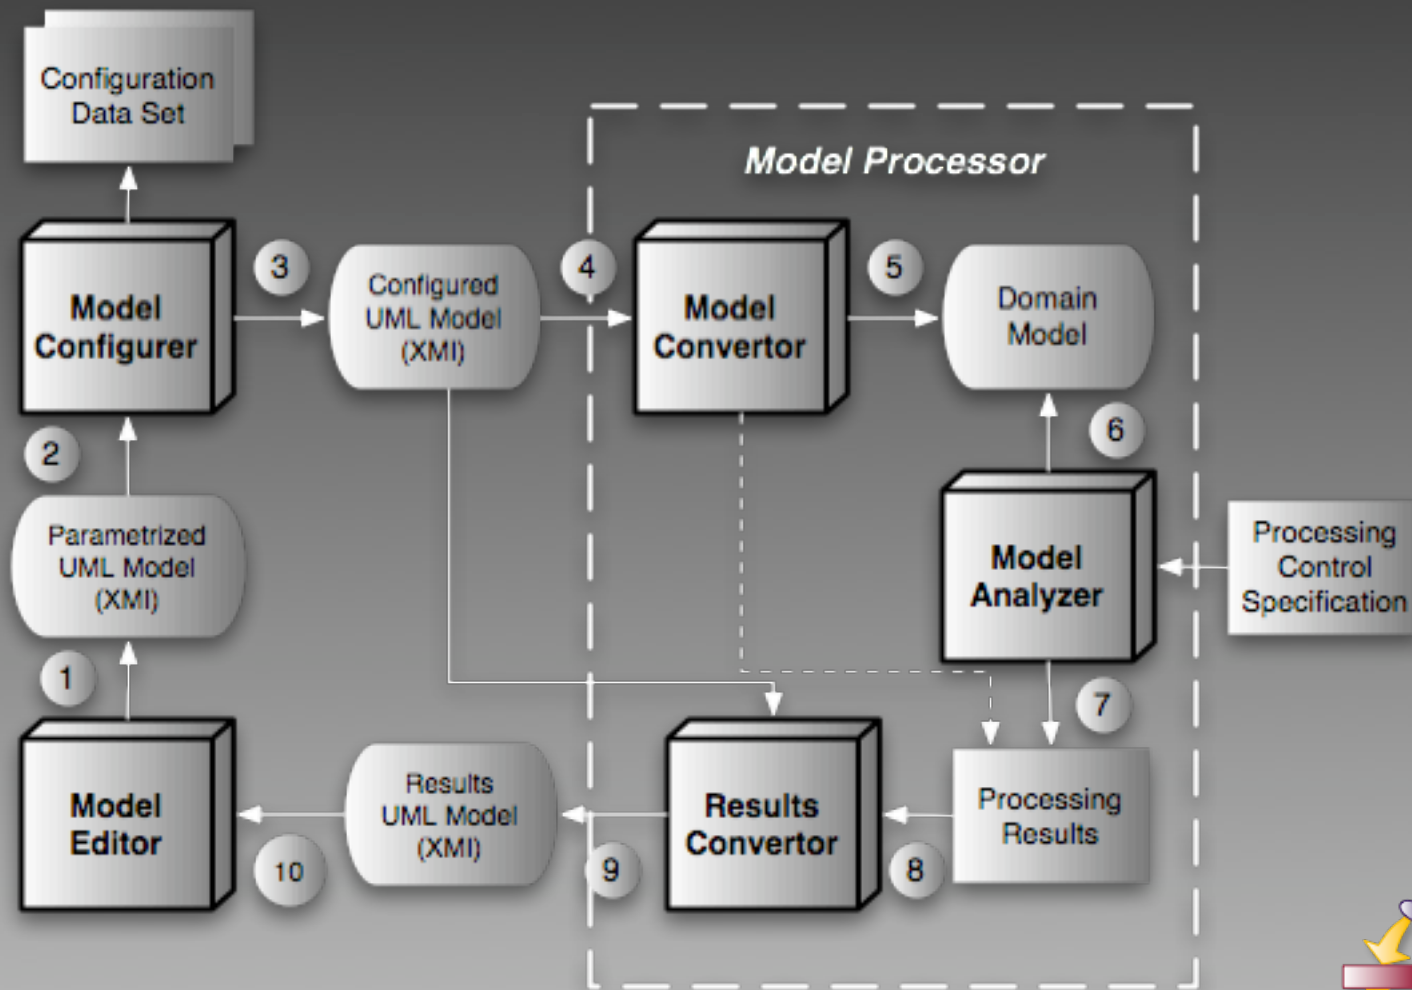 Configuration
Data Set
Model Processor
Model
Configurer
3
Configured
UML Model
(XMI)
4
Model
Convertor
5
Domain
Model
2
6
Parametrized
UML Model
(XMI)
Model
Analyzer
Processing
Control
Specification
1
7
Model
Editor
10
Results
UML Model
(XMI)
9
Results
Convertor
8
Processing
Results